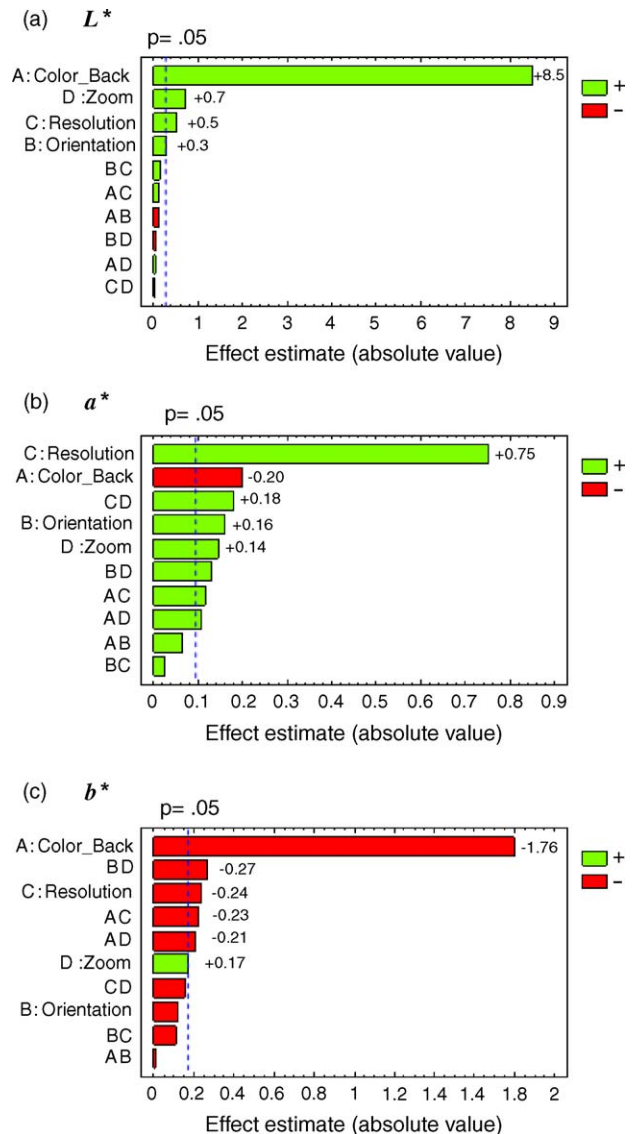 (a) L*
p= .05
A:Color_Back +8.5
D :Zoom +0.7
C:Resolution +0.5
B:Orientation +0.3
BC
AC
AB
BD
AD
CD
+
−
0 1 2 3 4 5 6 7 8 9
Effect estimate (absolute value)
(b) a*
p= .05
C:Resolution +0.75
A:Color_Back -0.20
CD +0.18
B:Orientation +0.16
D :Zoom +0.14
BD
AC
AD
AB
BC
+
−
0 0.1 0.2 0.3 0.4 0.5 0.6 0.7 0.8 0.9
Effect estimate (absolute value)
(c) b*
p= .05
A:Color_Back -1.76
BD -0.27
C:Resolution -0.24
AC -0.23
AD -0.21
D :Zoom +0.17
CD
B:Orientation
BC
AB
+
−
0 0.2 0.4 0.6 0.8 1 1.2 1.4 1.6 1.8 2
Effect estimate (absolute value)